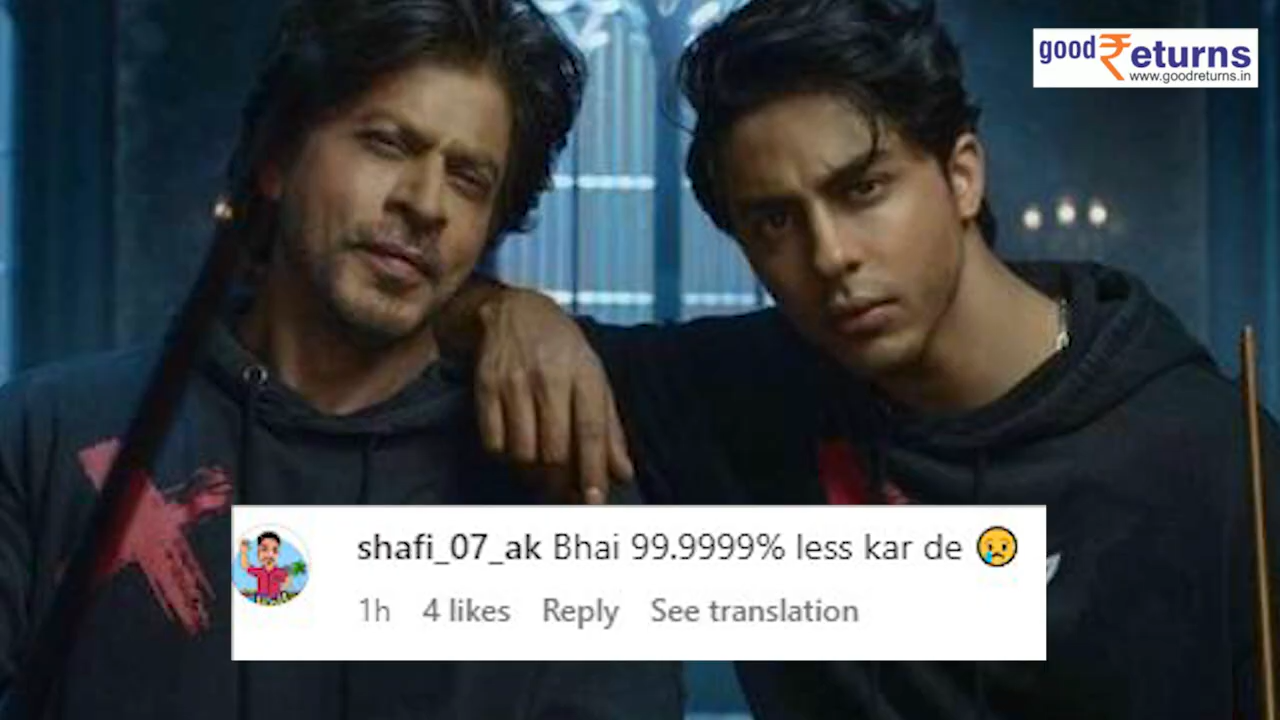 good ₹eturns
www.goodreturns.in
shafi_07_ak Bhai 99.9999% less kar de 😢
1h 4 likes Reply See translation